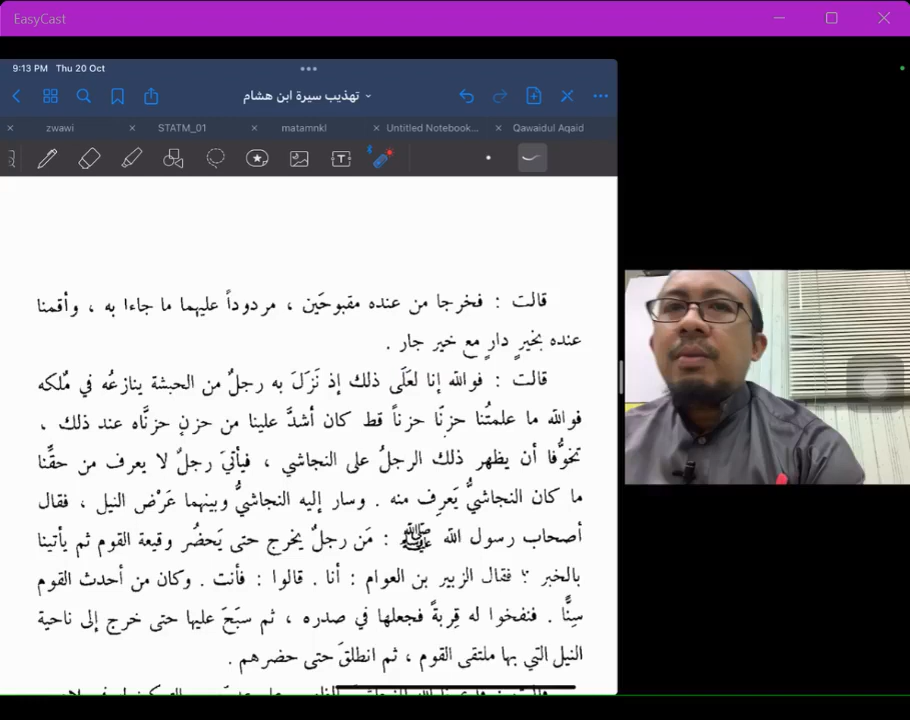 EasyCast
9:13 PM Thu 20 Oct
تهذيب سيرة ابن هشام
zwawi
STATM_01
matamnkl
Untitled Notebook...
Qawaidul Aqaid
قالت : فخرجا من عنده مقبوحَين ، مردوداً عليهما ما جاءا به ، وأقمنا
عنده بخيرِ دارٍ مع خير جار .
قالت : فوالله إنا لعَلَى ذلك إذ نَزَلَ به رجلٌ من الحبشة ينازعُه في مُلكه
فوالله ما علمتُنا حزنَّا حزناً قط كان أشدَّ علينا من حزنٍ حزنَّاه عند ذلك ،
تخوُّفا أن يظهر ذلك الرجلُ على النجاشي ، فيأتيَ رجلٌ لا يعرف من حقِّنا
ما كان النجاشيُّ يَعرِف منه . وسار إليه النجاشيُّ وبينهما عَرْض النيل ، فقال
أصحاب رسول الله ﷺ : مَن رجلٌ يخرج حتى يَحضُر وقيعة القوم ثم يأتينا
بالخبر ؟ فقال الزبير بن العوام : أنا . قالوا : فأنت . وكان من أحدث القوم
سِنًّا . فنفخوا له قِربةً فجعلها في صدره ، ثم سبَحَ عليها حتى خرج إلى ناحية
النيل التي بها ملتقى القوم ، ثم انطلقَ حتى حضرهم .